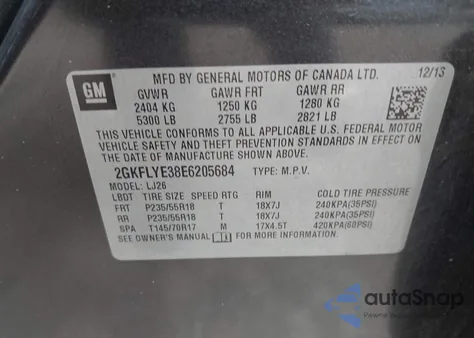 GM
MFD BY GENERAL MOTORS OF CANADA LTD. 12/13
GVWR GAWR FRT GAWR RR
2404 KG 1250 KG 1280 KG
5300 LB 2755 LB 2821 LB
THIS VEHICLE CONFORMS TO ALL APPLICABLE U.S. FEDERAL MOTOR
VEHICLE SAFETY AND THEFT PREVENTION STANDARDS IN EFFECT ON
THE DATE OF MANUFACTURE SHOWN ABOVE.
2GKFLYE38E6205684 TYPE: M.P.V.
MODEL: LJ26
LBDT TIRE SIZE SPEED RTG RIM COLD TIRE PRESSURE
FRT P235/55R18 T 18X7J 240KPA(35PSI)
RR P235/55R18 T 18X7J 240KPA(35PSI)
SPA T145/70R17 M 17X4.5T 420KPA(60PSI)
SEE OWNER'S MANUAL FOR MORE INFORMATION.
autoSnap